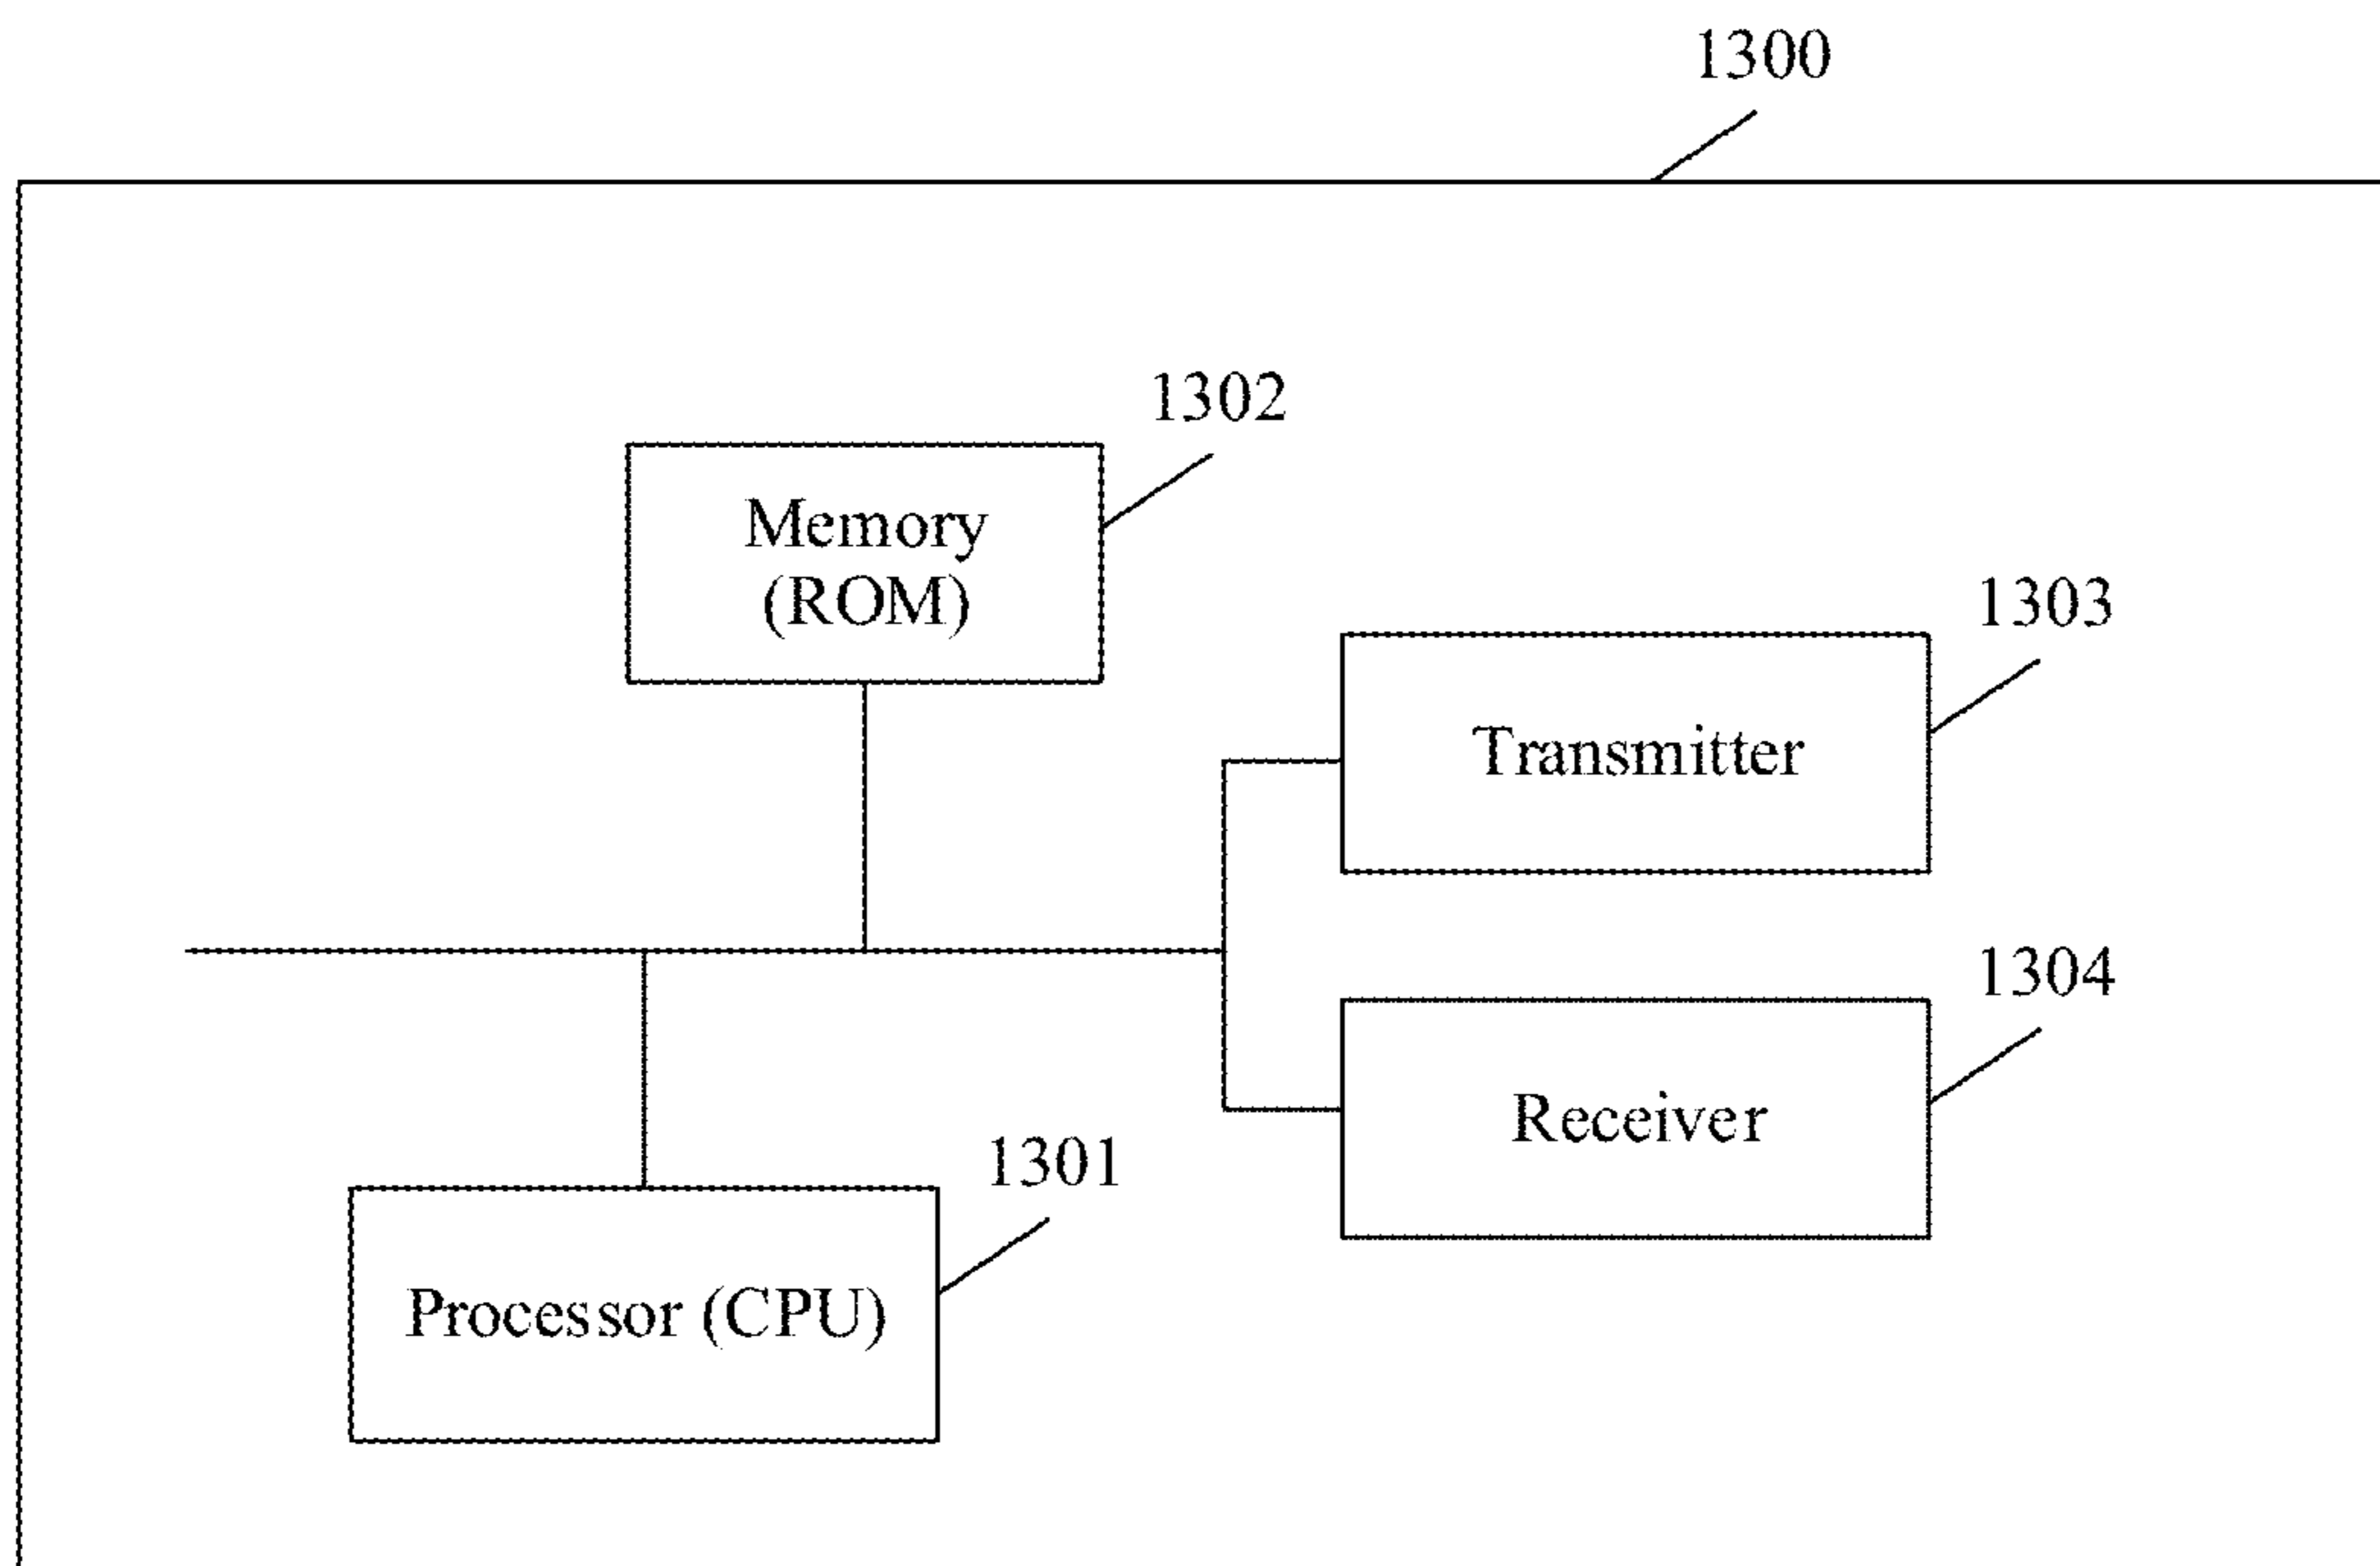 1300
1302
Memory
(ROM)
1303
Transmitter
1304
Receiver
1301
Processor (CPU)